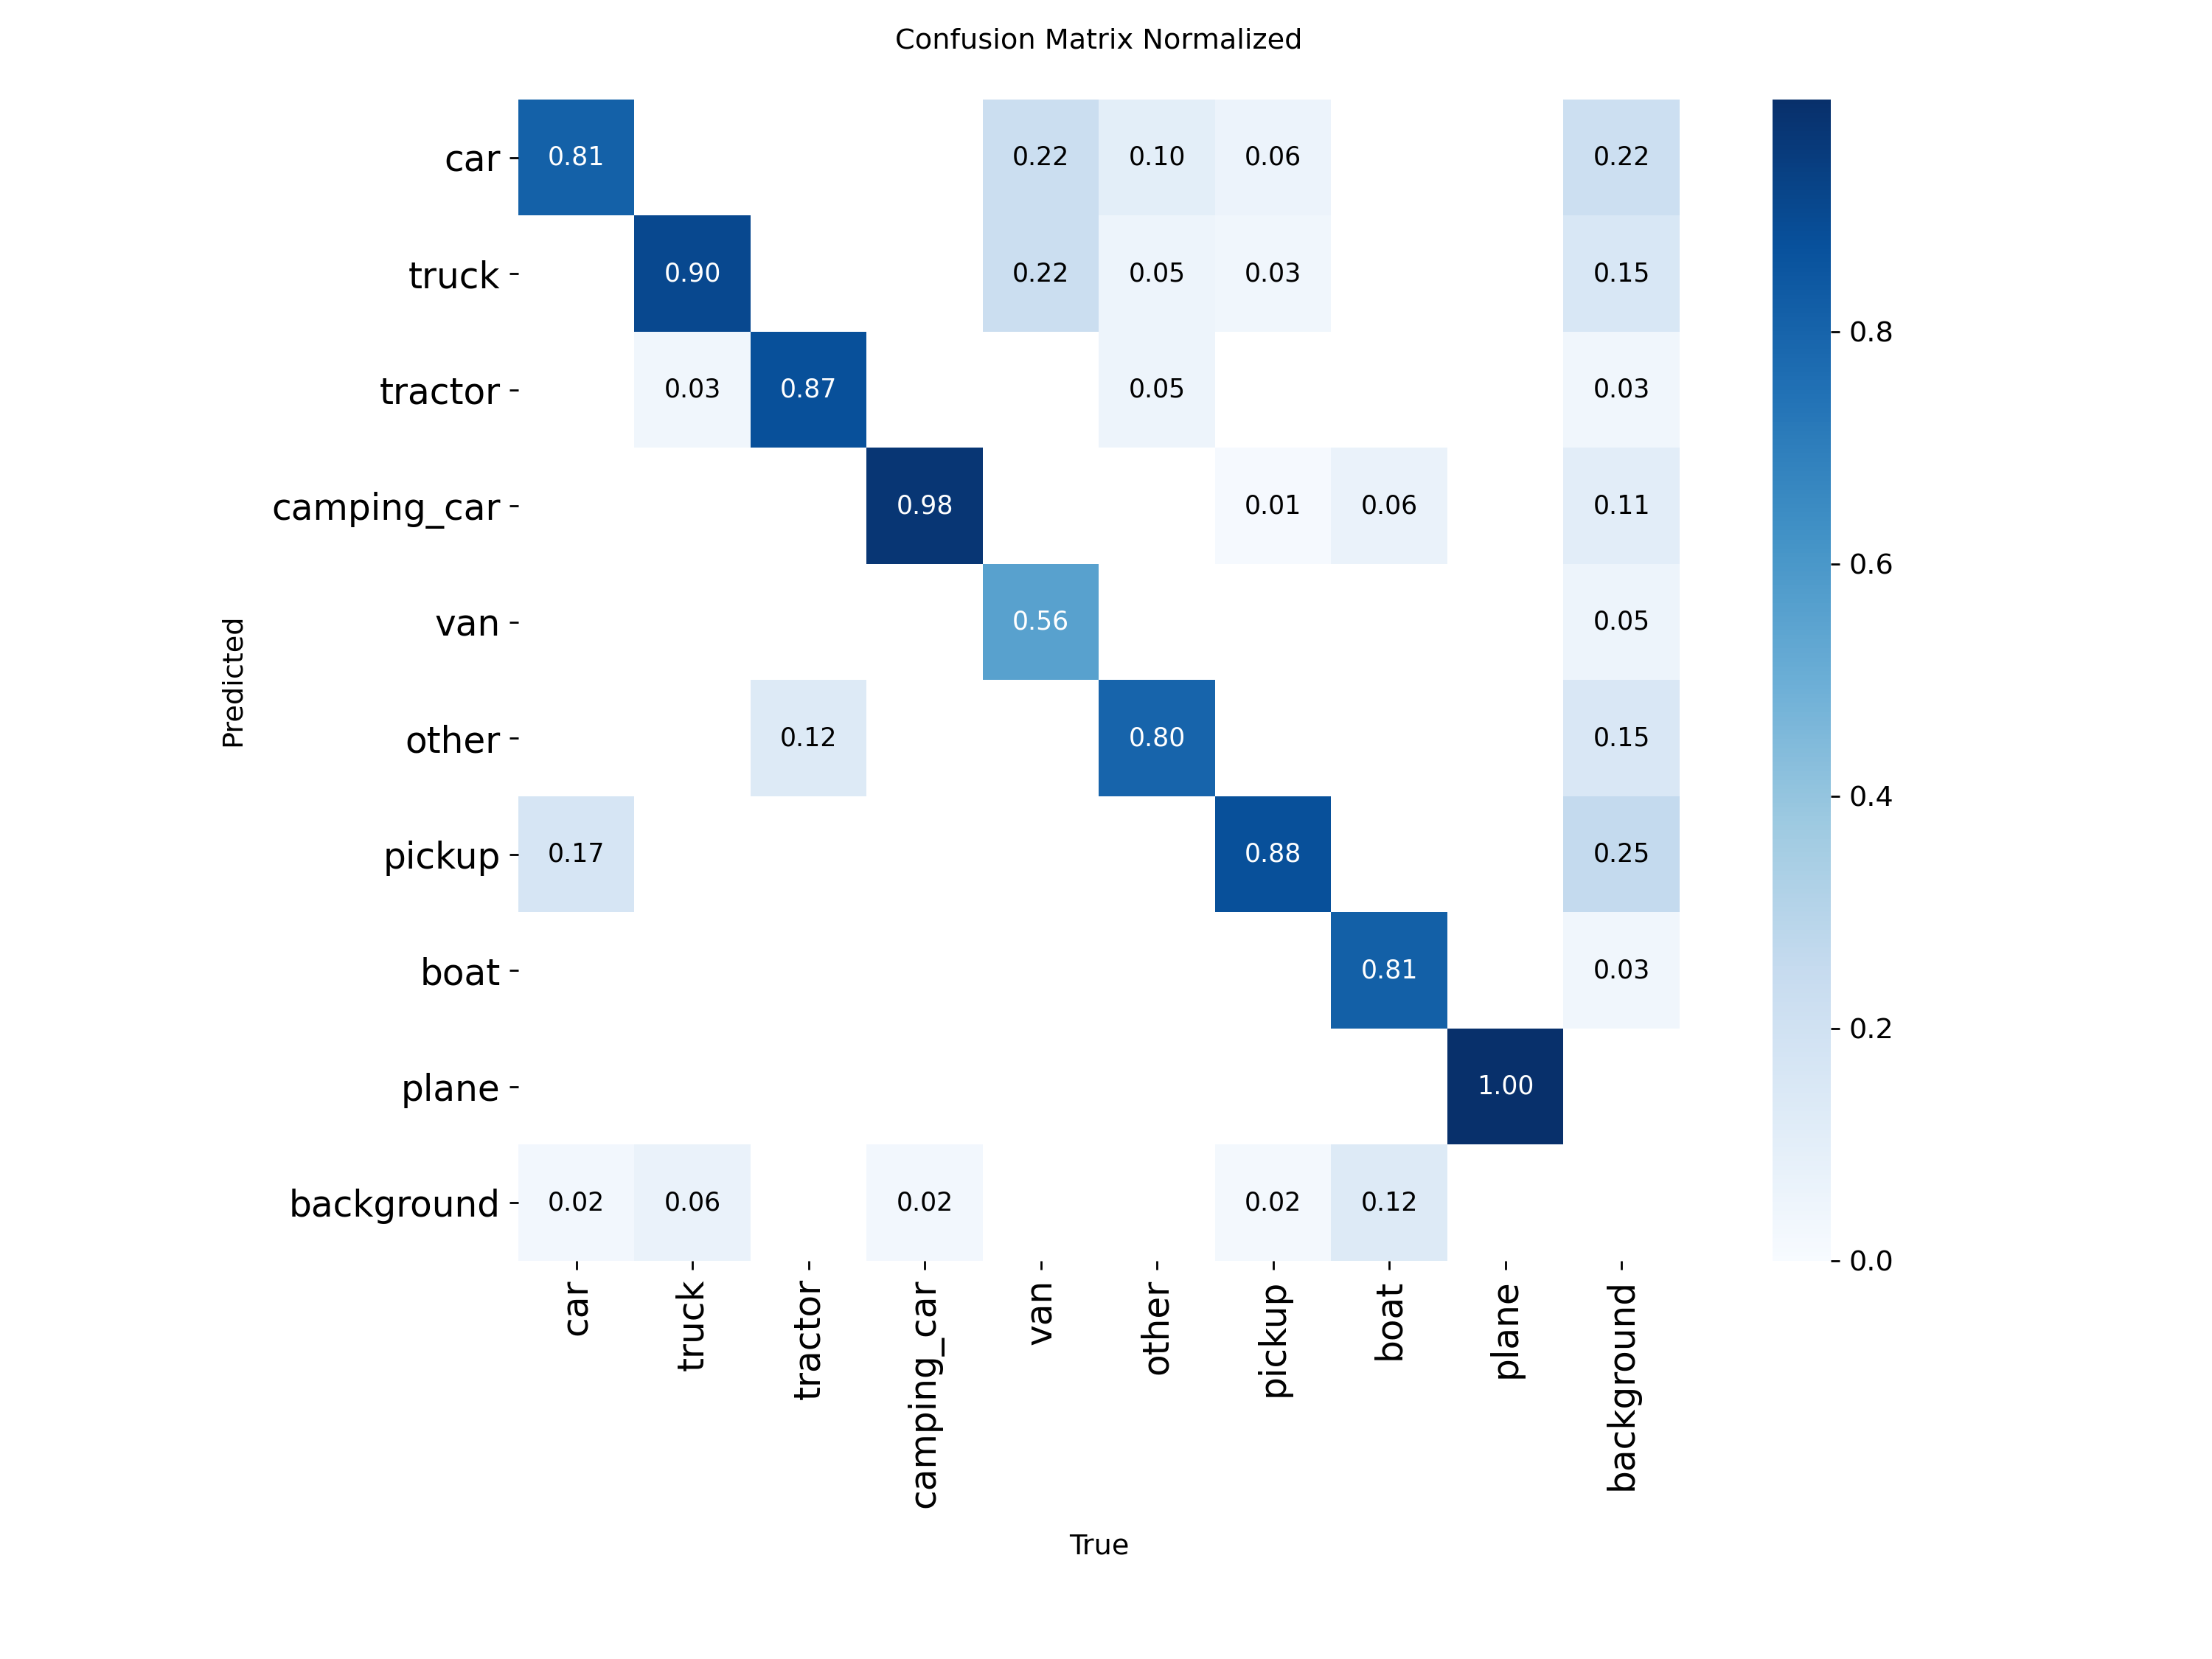 Confusion Matrix Normalized
car 0.81 0.22 0.10 0.06 0.22
truck 0.90 0.22 0.05 0.03 0.15
tractor 0.03 0.87 0.05 0.03
camping_car 0.98 0.01 0.06 0.11
van 0.56 0.05
other 0.12 0.80 0.15
pickup 0.17 0.88 0.25
boat 0.81 0.03
plane 1.00
background 0.02 0.06 0.02 0.02 0.12
Predicted
car truck tractor camping_car van other pickup boat plane background
True
0.8
0.6
0.4
0.2
0.0